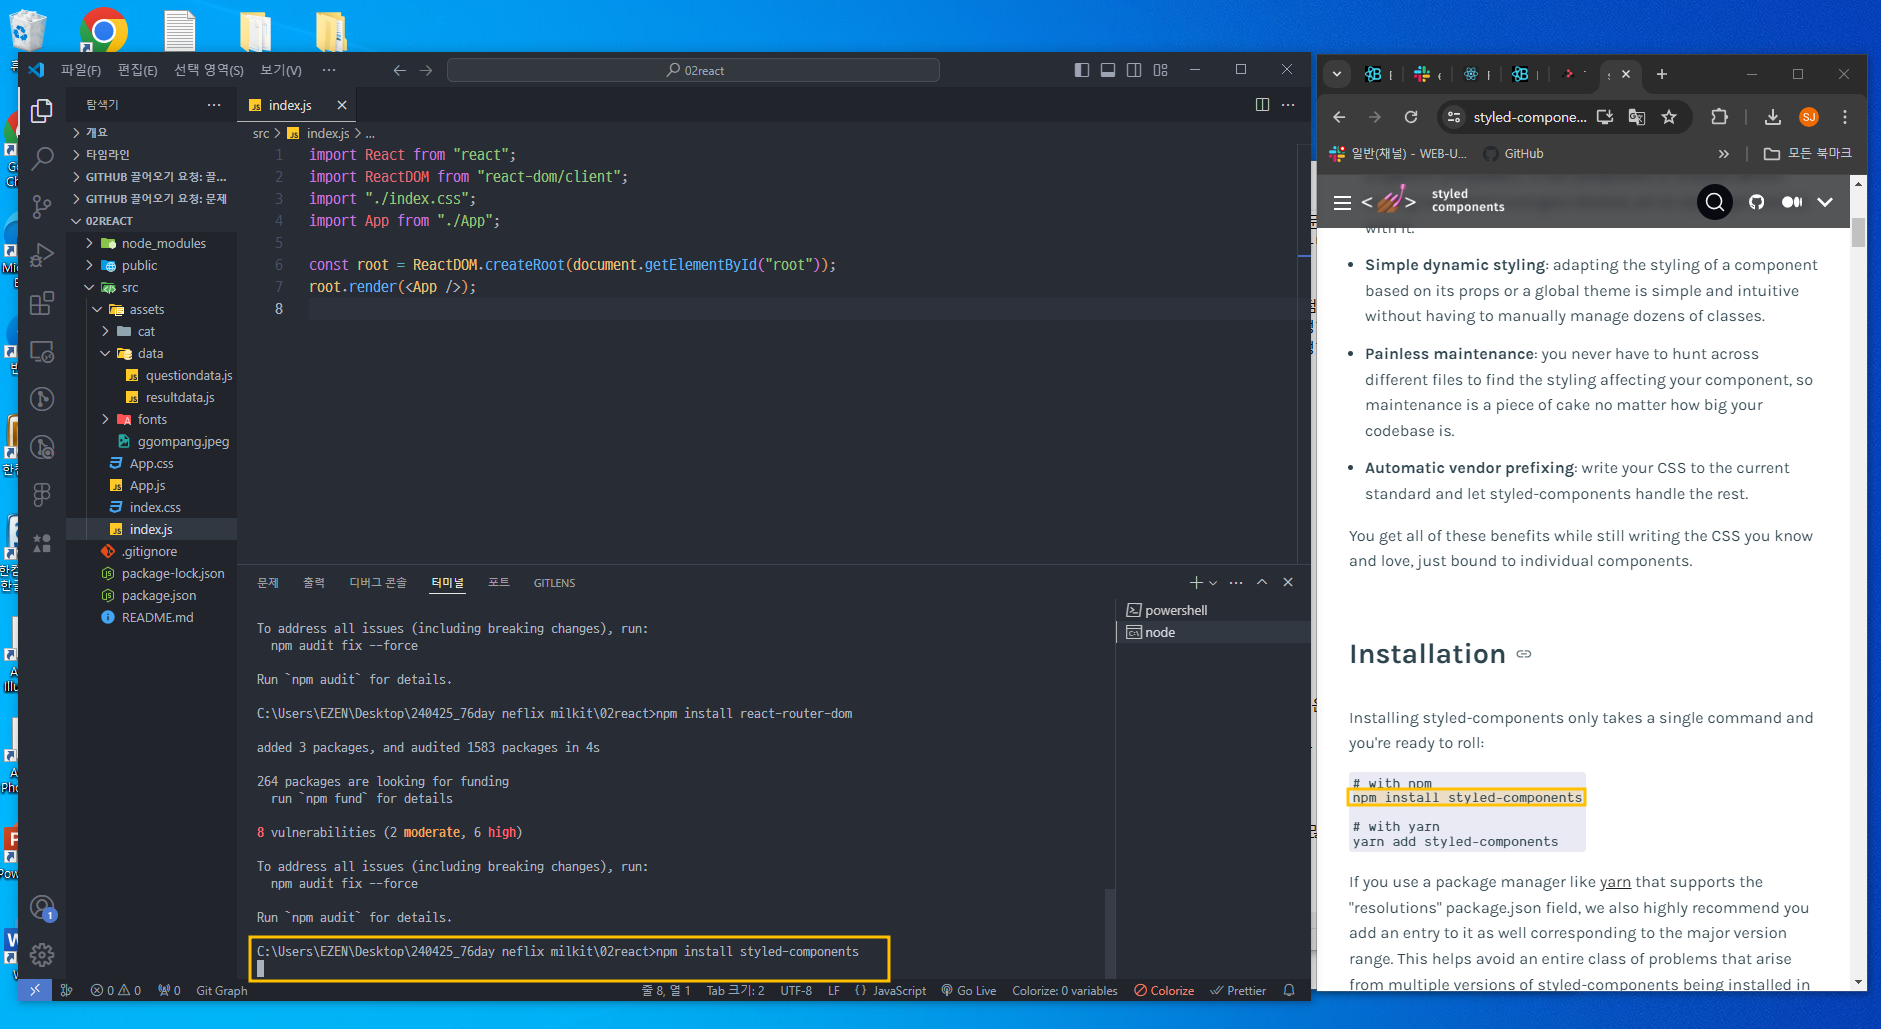 파일(F) 편집(E) 선택 영역(S) 보기(V) ···
02react
탐색기 ···
개요
타임라인
GITHUB 끌어오기 요청: 끌...
GITHUB 끌어오기 요청: 문제
02REACT
node_modules
public
src
assets
cat
data
questiondata.js
resultdata.js
fonts
ggompang.jpeg
App.css
App.js
index.css
index.js
.gitignore
package-lock.json
package.json
README.md
index.js
src > index.js > ...
1 import React from "react";
2 import ReactDOM from "react-dom/client";
3 import "./index.css";
4 import App from "./App";
5
6 const root = ReactDOM.createRoot(document.getElementById("root"));
7 root.render(<App />);
8
문제 출력 디버그 콘솔 터미널 포트 GITLENS
powershell
node
To address all issues (including breaking changes), run:
npm audit fix --force
Run `npm audit` for details.
C:\Users\EZEN\Desktop\240425_76day neflix milkit\02react>npm install react-router-dom
added 3 packages, and audited 1583 packages in 4s
264 packages are looking for funding
run `npm fund` for details
8 vulnerabilities (2 moderate, 6 high)
To address all issues (including breaking changes), run:
npm audit fix --force
Run `npm audit` for details.
C:\Users\EZEN\Desktop\240425_76day neflix milkit\02react>npm install styled-components
1
0 0 0 Git Graph 줄 8, 열 1 Tab 크기: 2 UTF-8 LF {} JavaScript Go Live Colorize: 0 variables Colorize Prettier
styled-compone... SJ
일반(채널) - WEB-U... GitHub » 모든 북마크
styled
components
with it.
• Simple dynamic styling: adapting the styling of a component
based on its props or a global theme is simple and intuitive
without having to manually manage dozens of classes.
• Painless maintenance: you never have to hunt across
different files to find the styling affecting your component, so
maintenance is a piece of cake no matter how big your
codebase is.
• Automatic vendor prefixing: write your CSS to the current
standard and let styled-components handle the rest.
You get all of these benefits while still writing the CSS you know
and love, just bound to individual components.
Installation
Installing styled-components only takes a single command and
you're ready to roll:
# with npm
npm install styled-components
# with yarn
yarn add styled-components
If you use a package manager like yarn that supports the
"resolutions" package.json field, we also highly recommend you
add an entry to it as well corresponding to the major version
range. This helps avoid an entire class of problems that arise
from multiple versions of styled-components being installed in